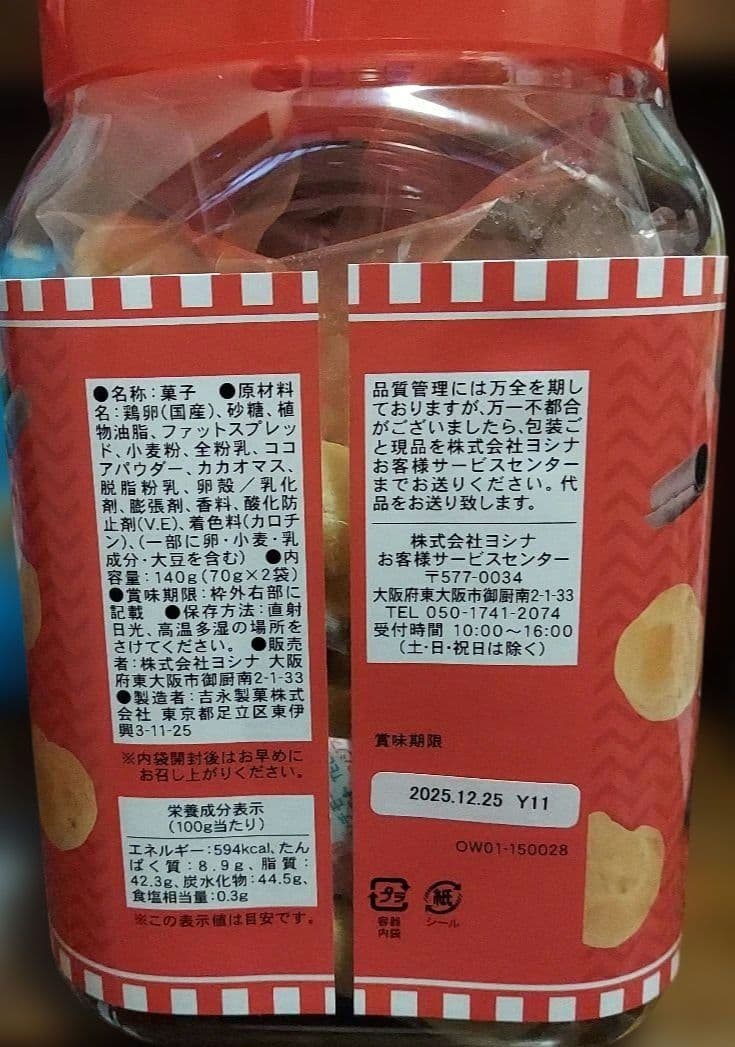 ●名称：菓子　●原材料
名：鶏卵（国産）、砂糖、植
物油脂、ファットスプレッ
ド、小麦粉、全粉乳、ココ
アパウダー、カカオマス、
脱脂粉乳、卵殻／乳化
剤、膨張剤、香料、酸化防
止剤（V.E）、着色料（カロチ
ン）、（一部に卵・小麦・乳
成分・大豆を含む）　●内
容量：140g（70g×2袋）
●賞味期限：枠外右部に
記載　●保存方法：直射
日光、高温多湿の場所を
さけてください。　●販売
者：株式会社ヨシナ 大阪
府東大阪市御厨南2-1-33
●製造者：吉永製菓株式
会社 東京都足立区東伊
興3-11-25
※内袋開封後はお早めに
お召し上がりください。
栄養成分表示
（100g当たり）
エネルギー：594kcal、たん
ぱく質：8.9g、脂質：
42.3g、炭水化物：44.5g、
食塩相当量：0.3g
※この表示値は目安です。
品質管理には万全を期し
ておりますが、万一不都合
がございましたら、包装ご
と現品を株式会社ヨシナ
お客様サービスセンター
までお送りください。代
品をお送り致します。
株式会社ヨシナ
お客様サービスセンター
〒577-0034
大阪府東大阪市御厨南2-1-33
TEL 050-1741-2074
受付時間 10:00～16:00
（土・日・祝日は除く）
賞味期限
2025.12.25 Y11
OW01-150028
プラ 紙
容器 シール
内袋